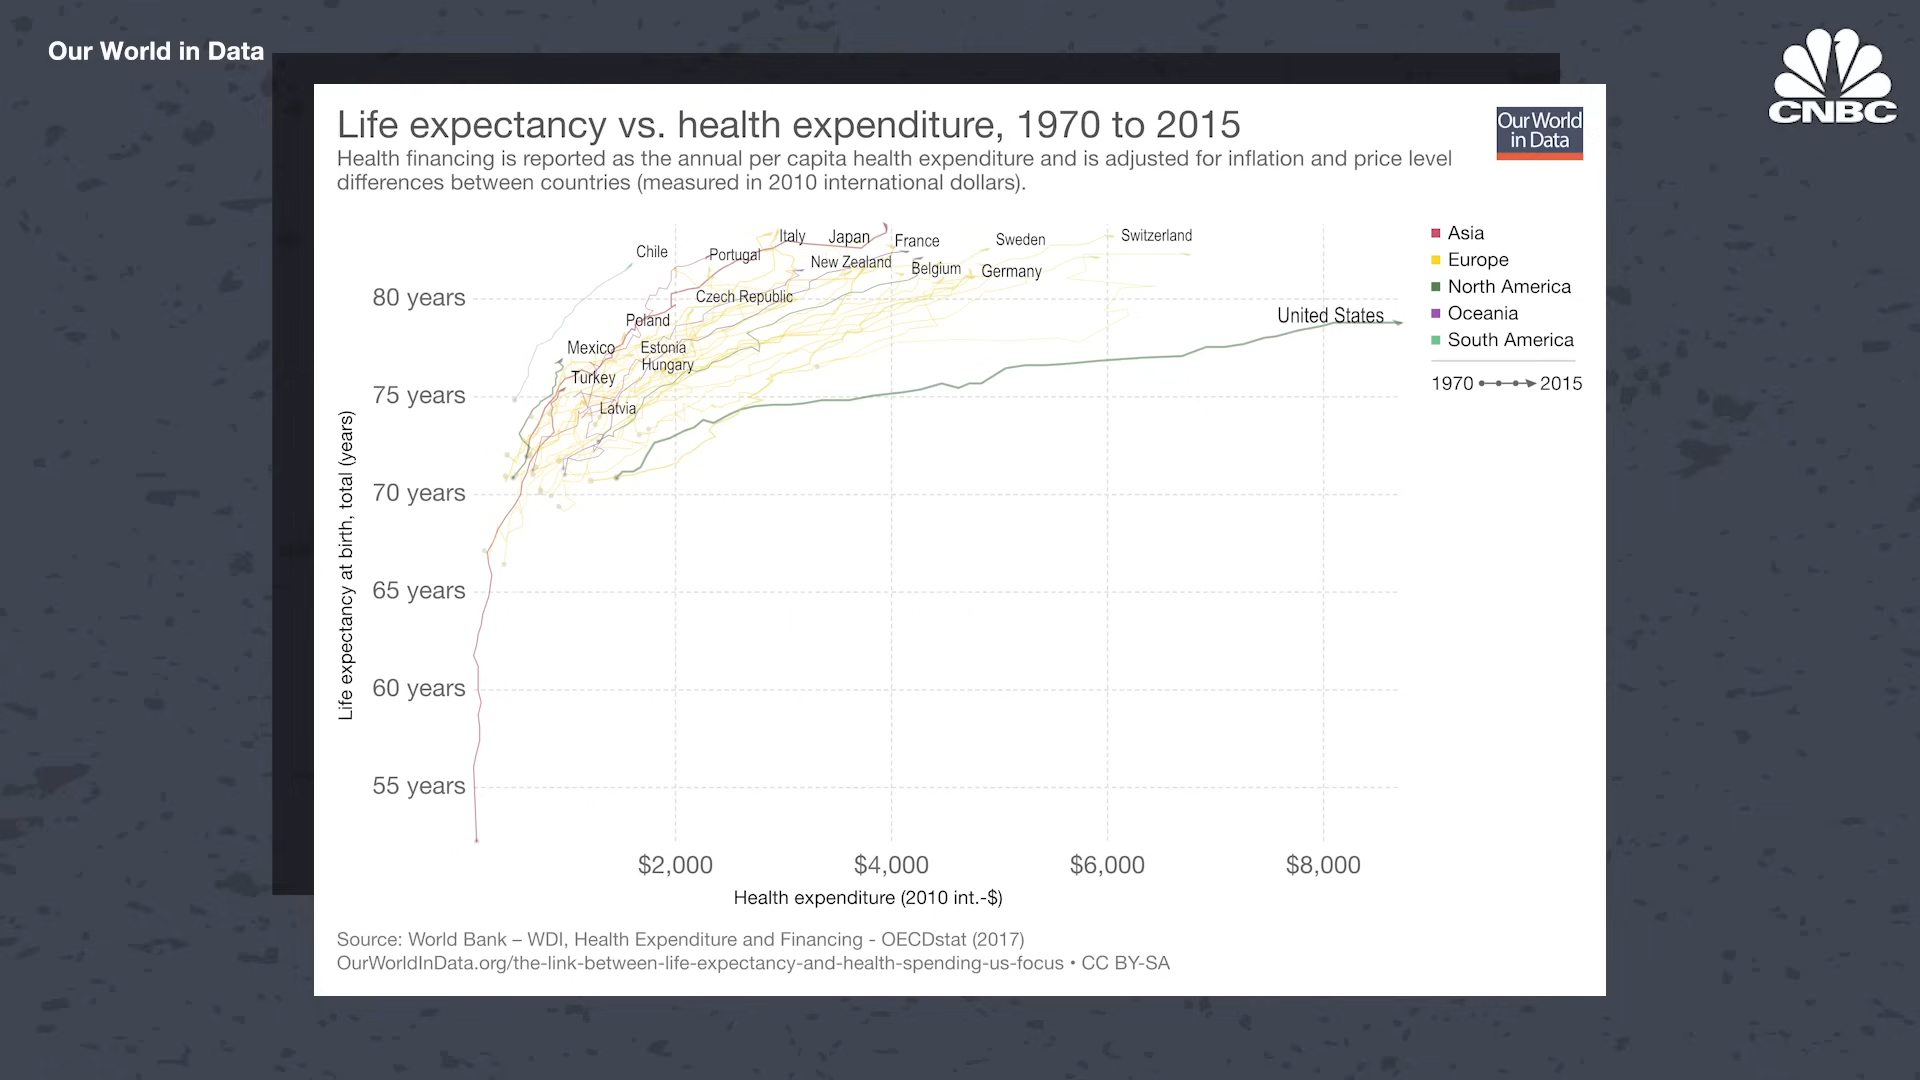 Our World in Data
CNBC
Life expectancy vs. health expenditure, 1970 to 2015
Our World
in Data
Health financing is reported as the annual per capita health expenditure and is adjusted for inflation and price level
differences between countries (measured in 2010 international dollars).
Italy
Japan
France
Sweden
Switzerland
Chile
Portugal
New Zealand
Belgium
Germany
Czech Republic
United States
Poland
Mexico
Estonia
Hungary
Turkey
Latvia
Asia
Europe
North America
Oceania
South America
1970 2015
80 years
75 years
70 years
65 years
60 years
55 years
Life expectancy at birth, total (years)
$2,000 $4,000 $6,000 $8,000
Health expenditure (2010 int.-$)
Source: World Bank – WDI, Health Expenditure and Financing - OECDstat (2017)
OurWorldInData.org/the-link-between-life-expectancy-and-health-spending-us-focus • CC BY-SA